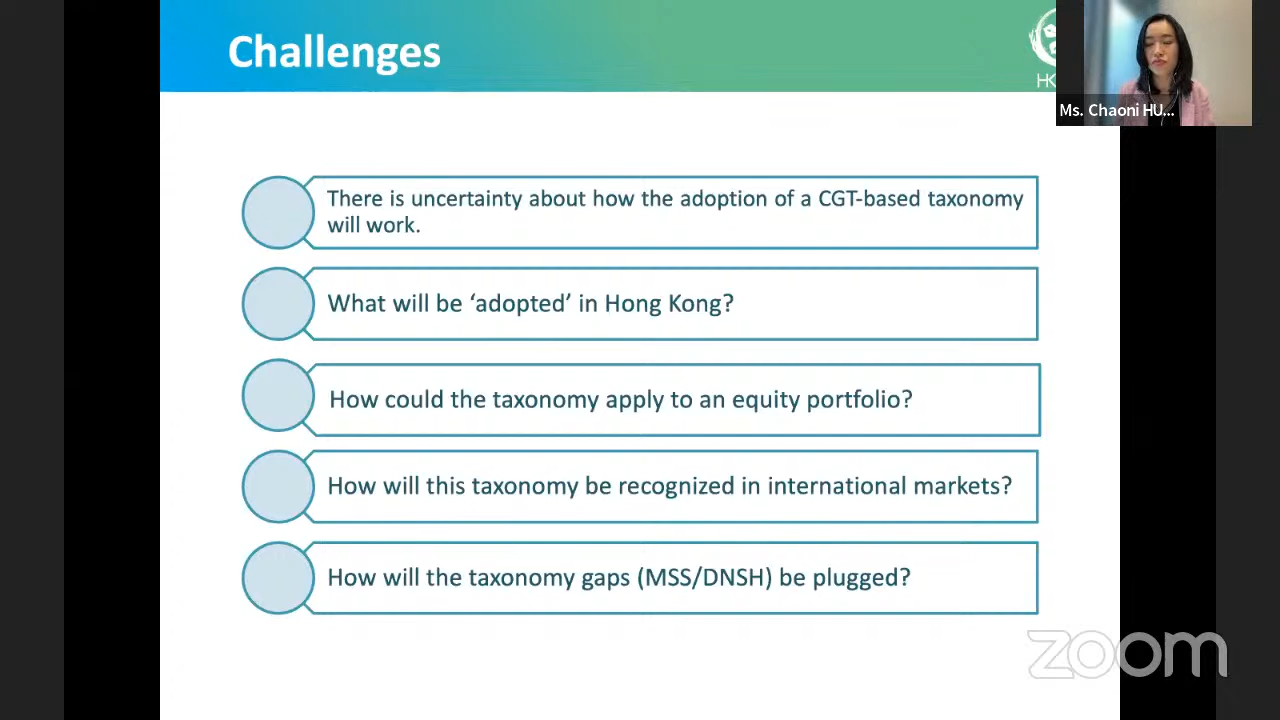 Challenges
HK
Ms. Chaoni HU...
There is uncertainty about how the adoption of a CGT-based taxonomy
will work.
What will be ‘adopted’ in Hong Kong?
How could the taxonomy apply to an equity portfolio?
How will this taxonomy be recognized in international markets?
How will the taxonomy gaps (MSS/DNSH) be plugged?
zoom